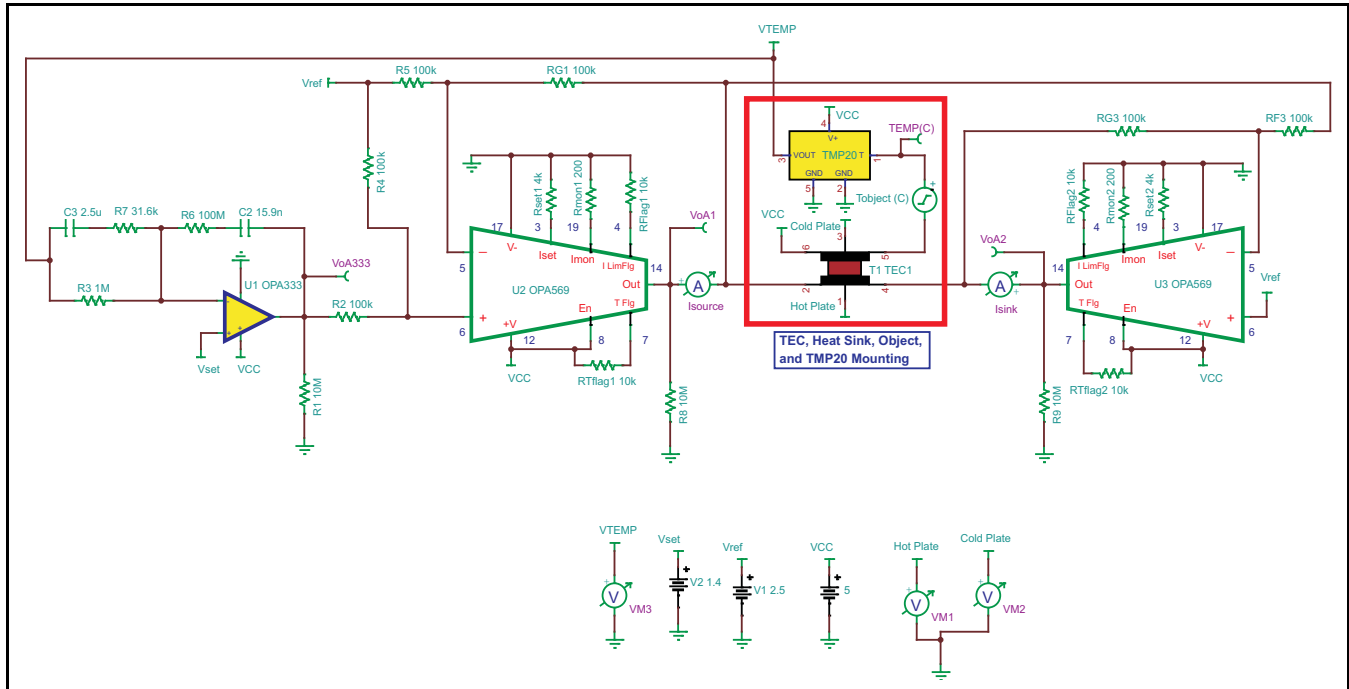 VTEMP
Vref
R5 100k
RG1 100k
R4 100k
VCC
4
V+
TEMP(C)
3
VOUT
TMP20
T
1
GND
GND
5
2
Tobject (C)
+
VCC
Cold Plate
6
3
5
T1 TEC1
2
Hot Plate
1
4
TEC, Heat Sink, Object,
and TMP20 Mounting
RG3 100k
RF3 100k
C3 2.5u
R7 31.6k
R6 100M
C2 15.9n
R3 1M
U1 OPA333
VoA333
R2 100k
Vset
VCC
R1 10M
Rset1 4k
Rmon1 200
RFlag1 10k
17
3
19
4
V-
Iset
Imon
I LimFlg
5
−
14
Out
U2 OPA569
T Flg
En
+V
+
6
12
8
7
VCC
RTflag1 10k
VoA1
+
A
Isource
R8 10M
VoA2
+
A
Isink
R9 10M
RFlag2 10k
Rmon2 200
Rset2 4k
4
19
3
17
I LimFlg
Imon
Iset
V-
14
Out
−
5
U3 OPA569
T Flg
En
+V
+
6
7
8
12
Vref
RTflag2 10k
VCC
VTEMP
+
V
VM3
Vset
+
V2 1.4
Vref
+
V1 2.5
VCC
+
5
Hot Plate
+
V
VM1
Cold Plate
+
V
VM2